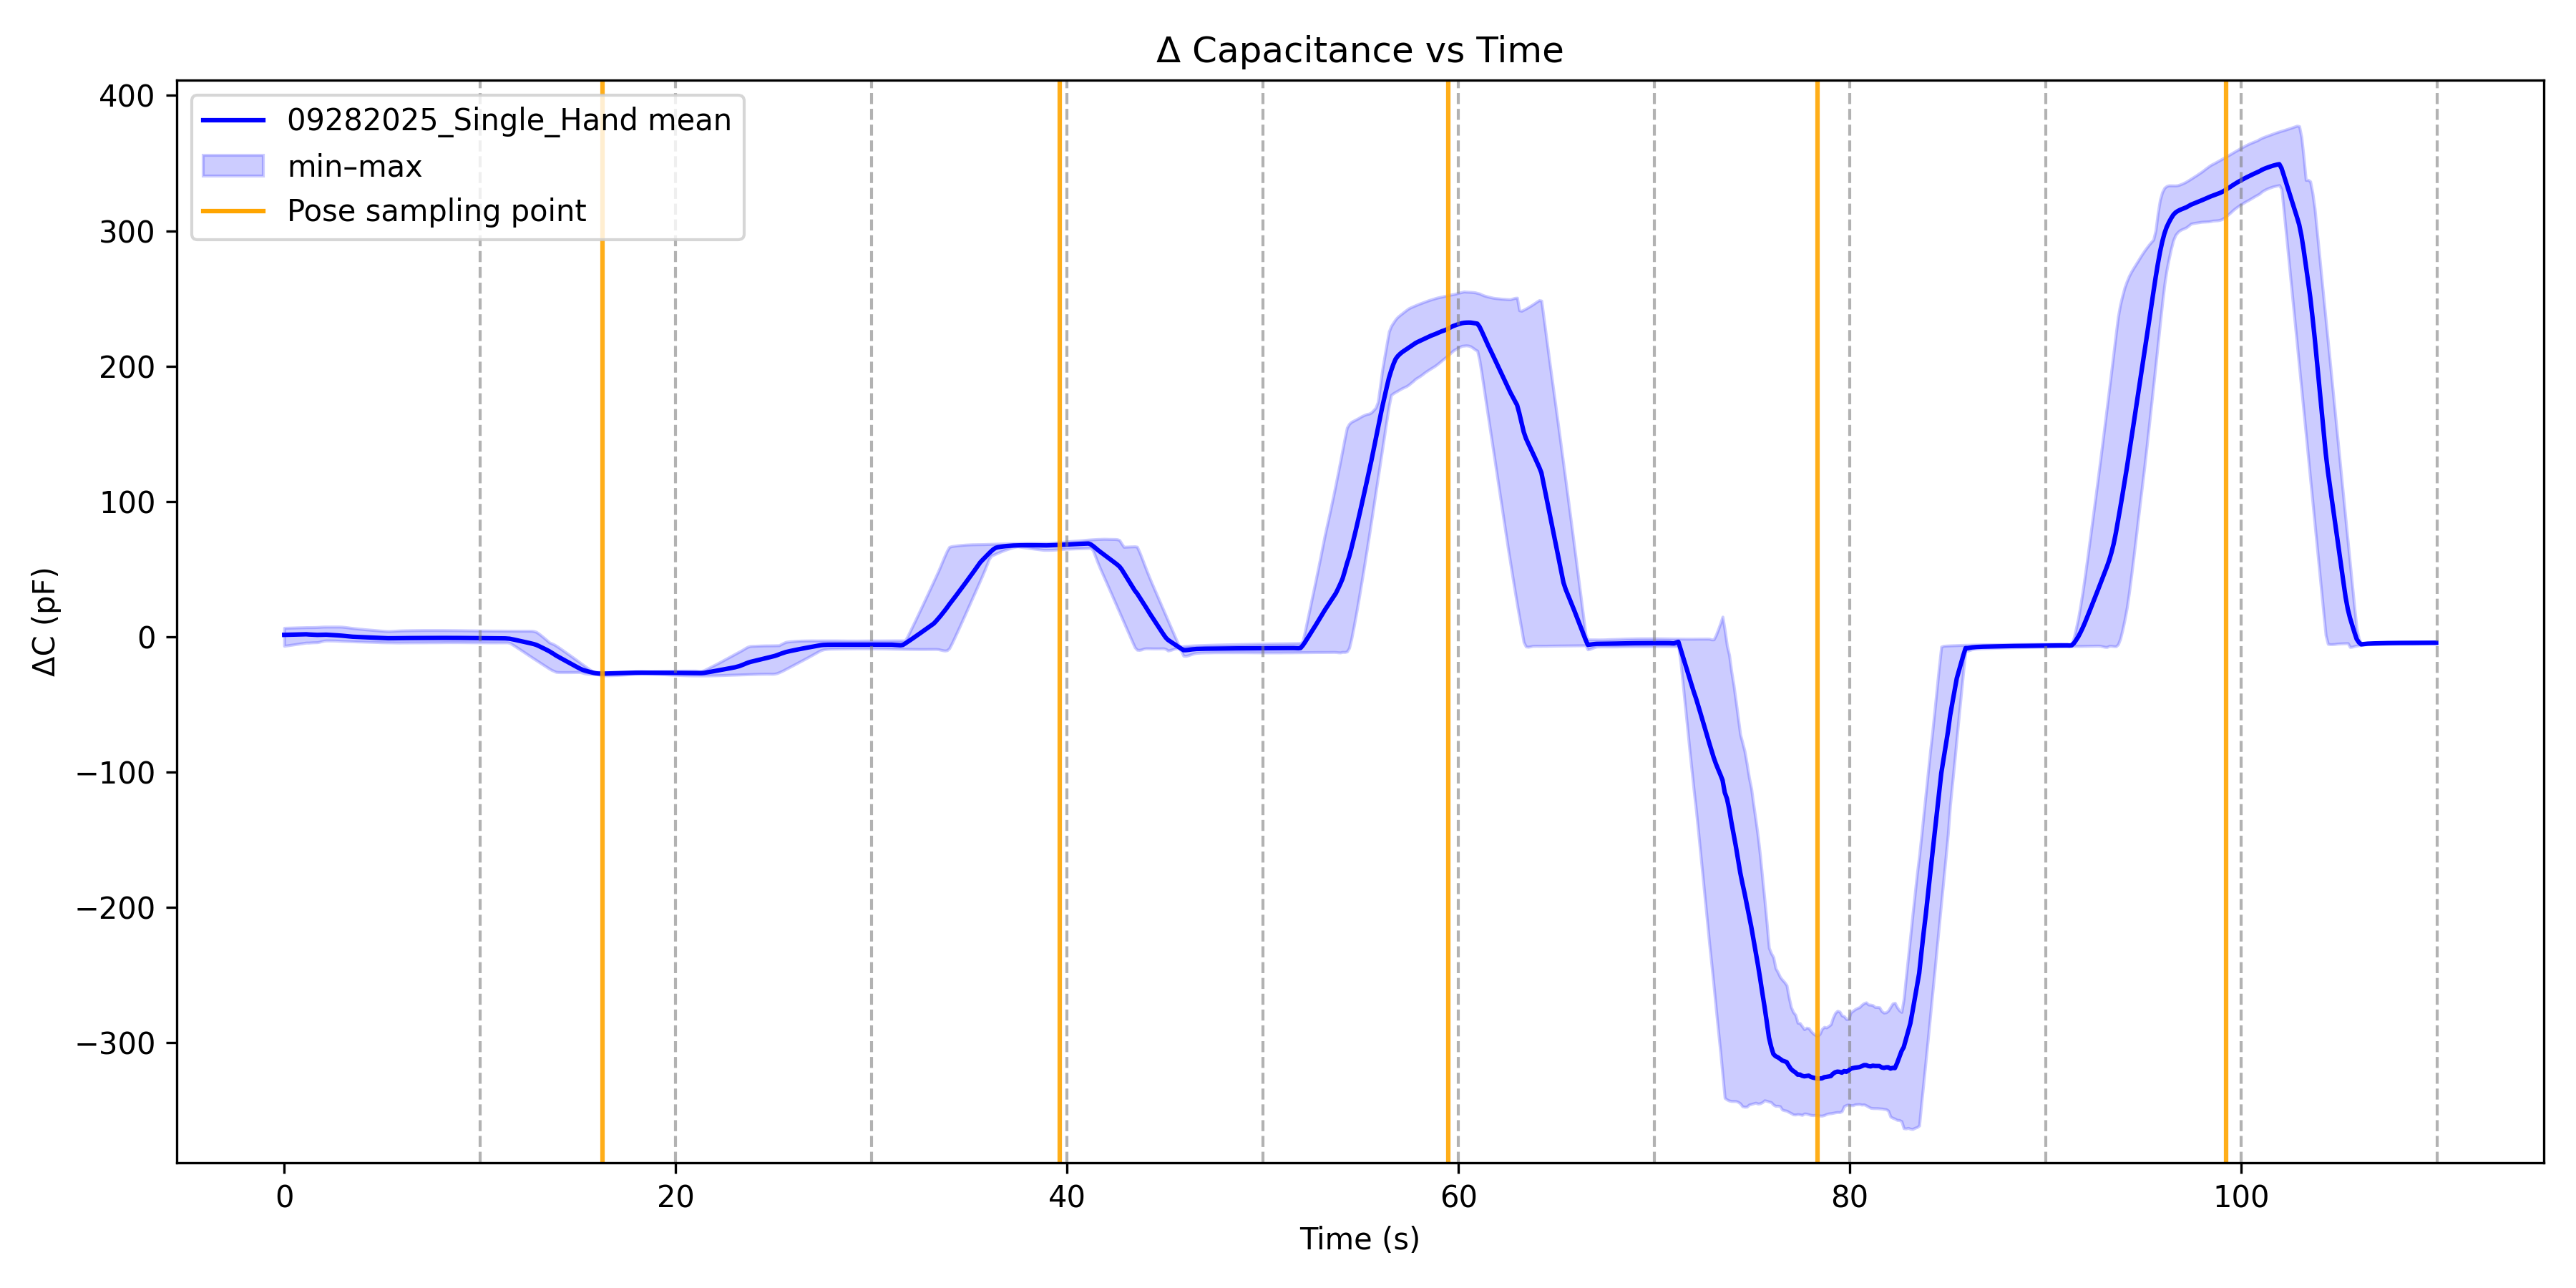 Δ Capacitance vs Time
09282025_Single_Hand mean
min–max
Pose sampling point
400
300
200
100
0
−100
−200
−300
ΔC (pF)
0 20 40 60 80 100
Time (s)